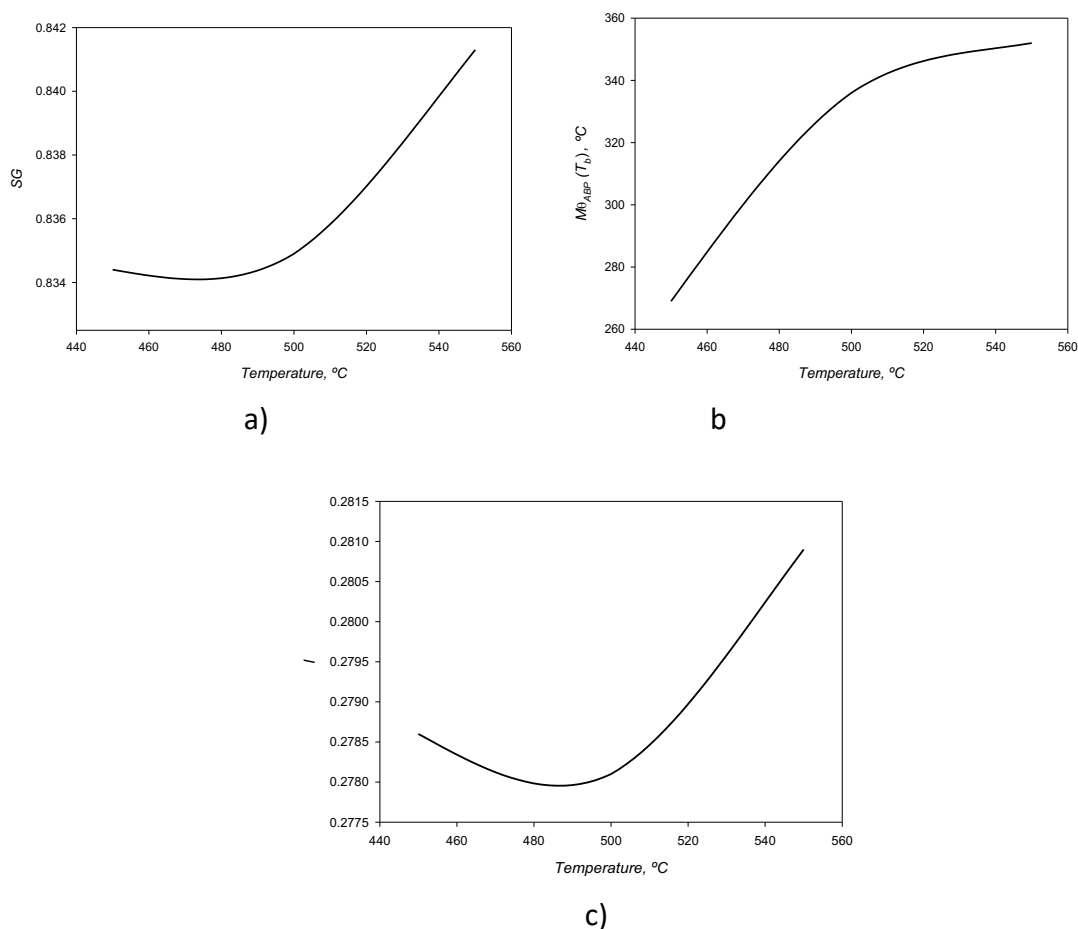 0.842
0.840
0.838
0.836
0.834
SG
440 460 480 500 520 540 560
Temperature, ºC
a)
360
340
320
300
280
260
Mθ_ABP (T_b), ºC
440 460 480 500 520 540 560
Temperature, ºC
b
0.2815
0.2810
0.2805
0.2800
0.2795
0.2790
0.2785
0.2780
0.2775
I
440 460 480 500 520 540 560
Temperature, ºC
c)